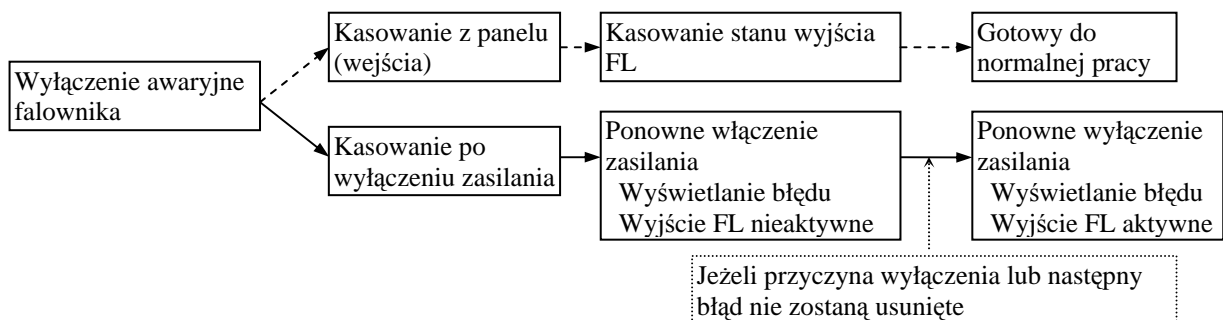 Wyłączenie awaryjne
falownika
Kasowanie z panelu
(wejścia)
Kasowanie stanu wyjścia
FL
Gotowy do
normalnej pracy
Kasowanie po
wyłączeniu zasilania
Ponowne włączenie
zasilania
Wyświetlanie błędu
Wyjście FL nieaktywne
Ponowne wyłączenie
zasilania
Wyświetlanie błędu
Wyjście FL aktywne
Jeżeli przyczyna wyłączenia lub następny
błąd nie zostaną usunięte